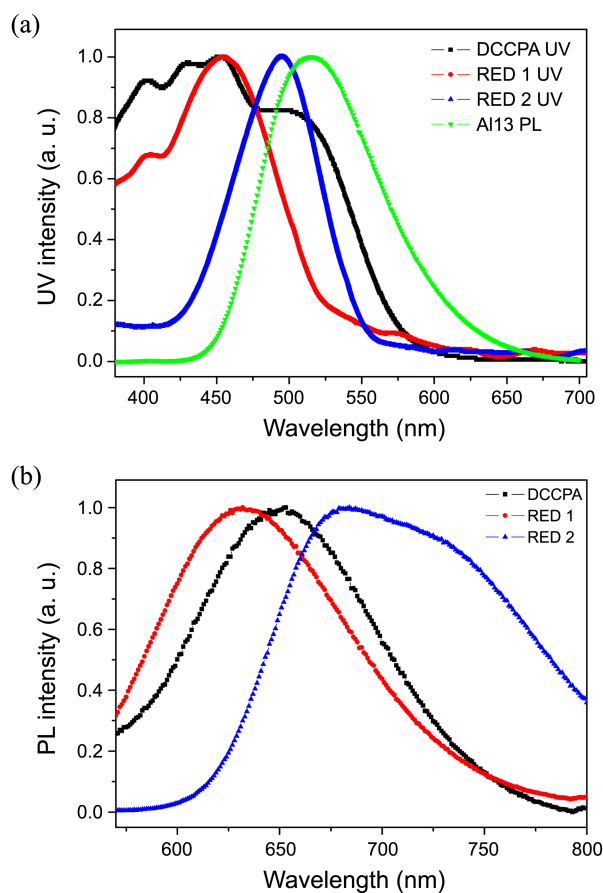 (a)
DCCPA UV
RED 1 UV
RED 2 UV
Al13 PL
UV intensity (a. u.)
1.0
0.8
0.6
0.4
0.2
0.0
400 450 500 550 600 650 700
Wavelength (nm)
(b)
DCCPA
RED 1
RED 2
PL intensity (a. u.)
1.0
0.8
0.6
0.4
0.2
0.0
600 650 700 750 800
Wavelength (nm)